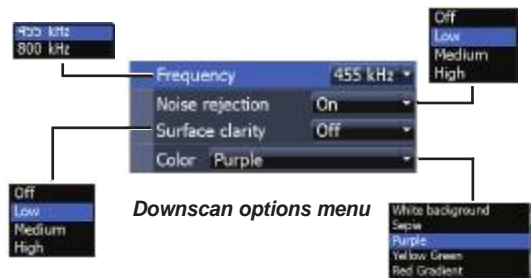 455 kHz
800 kHz
Off
Low
Medium
High
Frequency 455 kHz
Noise rejection On
Surface clarity Off
Color Purple
Off
Low
Medium
High
Downscan options menu
White background
Sepia
Purple
Yellow Green
Red Gradient